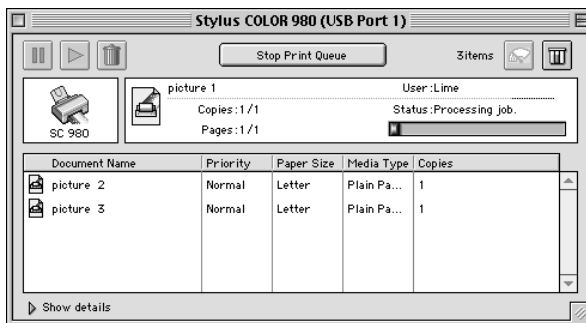 Stylus COLOR 980 (USB Port 1)
Stop Print Queue 3items
picture 1 User:Lime
Copies:1/1 Status:Processing job.
SC 980 Pages:1/1
Document Name Priority Paper Size Media Type Copies
picture 2 Normal Letter Plain Pa... 1
picture 3 Normal Letter Plain Pa... 1
Show details